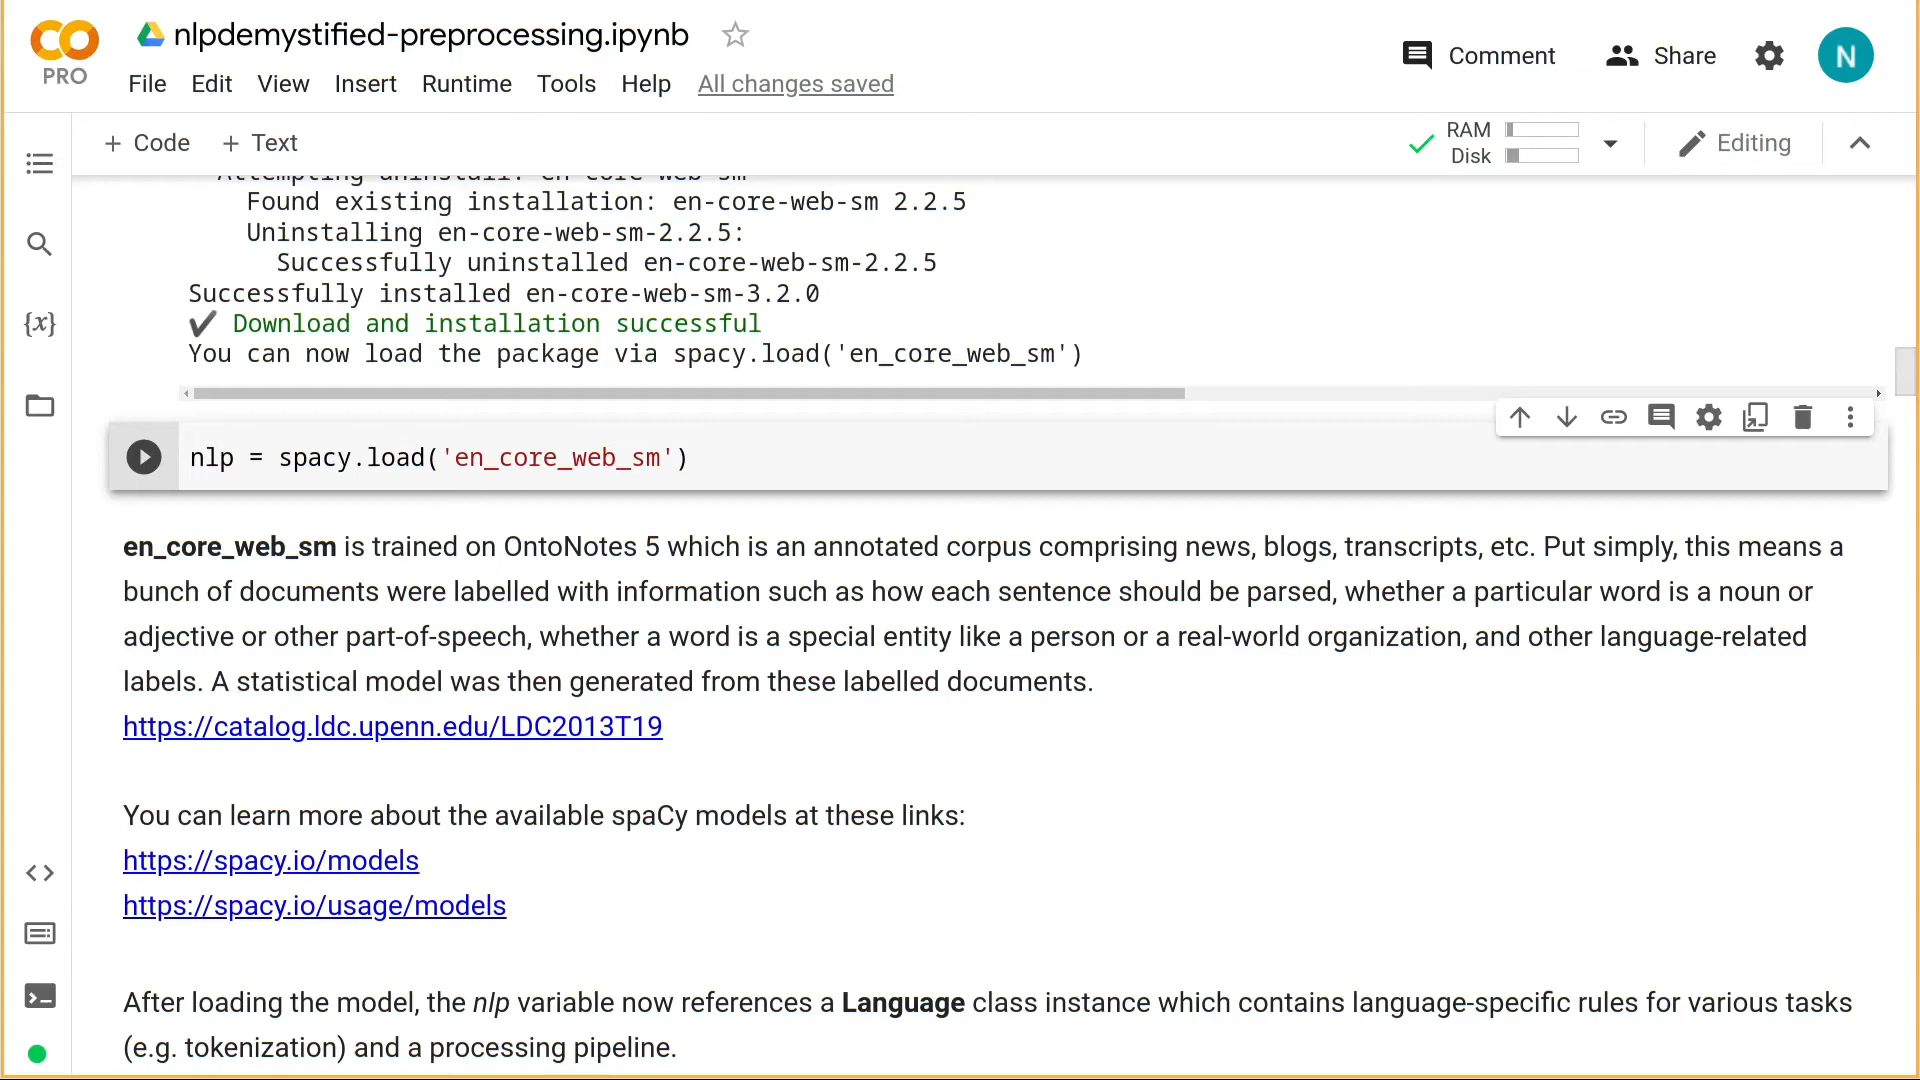 nlpdemystified-preprocessing.ipynb
PRO
File Edit View Insert Runtime Tools Help All changes saved
Comment Share N
+ Code + Text
RAM
Disk
Editing
Attempting uninstall: en-core-web-sm
Found existing installation: en-core-web-sm 2.2.5
Uninstalling en-core-web-sm-2.2.5:
Successfully uninstalled en-core-web-sm-2.2.5
Successfully installed en-core-web-sm-3.2.0
✔ Download and installation successful
You can now load the package via spacy.load('en_core_web_sm')
nlp = spacy.load('en_core_web_sm')
en_core_web_sm is trained on OntoNotes 5 which is an annotated corpus comprising news, blogs, transcripts, etc. Put simply, this means a
bunch of documents were labelled with information such as how each sentence should be parsed, whether a particular word is a noun or
adjective or other part-of-speech, whether a word is a special entity like a person or a real-world organization, and other language-related
labels. A statistical model was then generated from these labelled documents.
https://catalog.ldc.upenn.edu/LDC2013T19
You can learn more about the available spaCy models at these links:
https://spacy.io/models
https://spacy.io/usage/models
After loading the model, the nlp variable now references a Language class instance which contains language-specific rules for various tasks
(e.g. tokenization) and a processing pipeline.